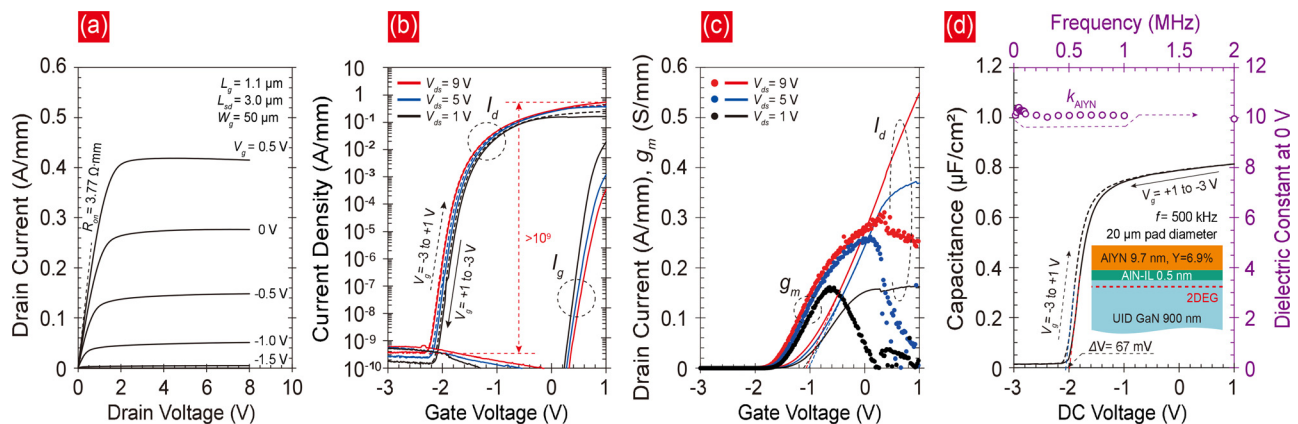 (a)
0.6
0.5
0.4
0.3
0.2
0.1
0
Drain Current (A/mm)
Lg = 1.1 µm
Lsd = 3.0 µm
Wg = 50 µm
Vg = 0.5 V
Ron = 3.77 Ω·mm
0 V
-0.5 V
-1.0 V
-1.5 V
0 2 4 6 8 10
Drain Voltage (V)
(b)
10
1
10-1
10-2
10-3
10-4
10-5
10-6
10-7
10-8
10-9
10-10
Current Density (A/mm)
Vds = 9 V
Vds = 5 V
Vds = 1 V
Id
>10⁹
Vg = -3 to +1 V
Vg = +1 to -3 V
Ig
-3 -2 -1 0 1
Gate Voltage (V)
(c)
0.6
0.5
0.4
0.3
0.2
0.1
0
Drain Current (A/mm), gm (S/mm)
Vds = 9 V
Vds = 5 V
Vds = 1 V
Id
gm
-3 -2 -1 0 1
Gate Voltage (V)
(d)
Frequency (MHz)
0 0.5 1 1.5 2
1.2
1.0
0.8
0.6
0.4
0.2
0
Capacitance (µF/cm²)
kAlYN
Vg = +1 to -3 V
f = 500 kHz
20 µm pad diameter
AlYN 9.7 nm, Y=6.9%
AlN-IL 0.5 nm
2DEG
UID GaN 900 nm
Vg = -3 to +1 V
ΔV= 67 mV
-3 -2 -1 0 1
DC Voltage (V)
12
10
8
6
4
2
0
Dielectric Constant at 0 V